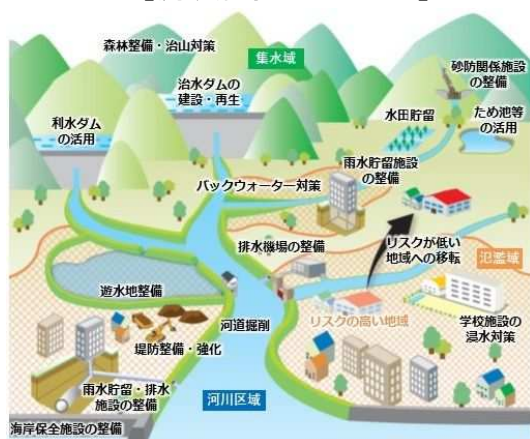 森林整備・治山対策
集水域
砂防関係施設
の整備
治水ダムの
建設・再生
水田貯留
ため池等
の活用
利水ダム
の活用
雨水貯留施設
の整備
バックウォーター対策
排水機場の整備
リスクが低い
地域への移転
氾濫域
遊水地整備
リスクの高い地域
学校施設の
浸水対策
河道掘削
堤防整備・強化
雨水貯留・排水
施設の整備
河川区域
海岸保全施設の整備